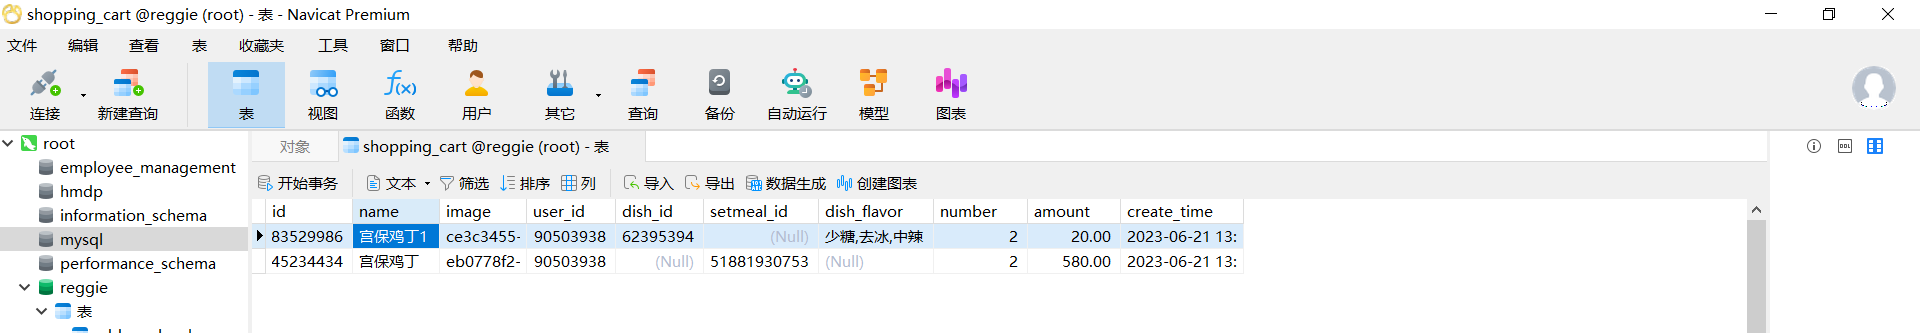 shopping_cart @reggie (root) - 表 - Navicat Premium
文件 编辑 查看 表 收藏夹 工具 窗口 帮助
连接 新建查询 表 视图 函数 用户 其它 查询 备份 自动运行 模型 图表
root
employee_management
hmdp
information_schema
mysql
performance_schema
reggie
表
对象 shopping_cart @reggie (root) - 表
开始事务 文本 筛选 排序 列 导入 导出 数据生成 创建图表
id name image user_id dish_id setmeal_id dish_flavor number amount create_time
83529986 宫保鸡丁1 ce3c3455- 90503938 62395394 (Null) 少糖,去冰,中辣 2 20.00 2023-06-21 13:
45234434 宫保鸡丁 eb0778f2- 90503938 (Null) 51881930753 (Null) 2 580.00 2023-06-21 13: